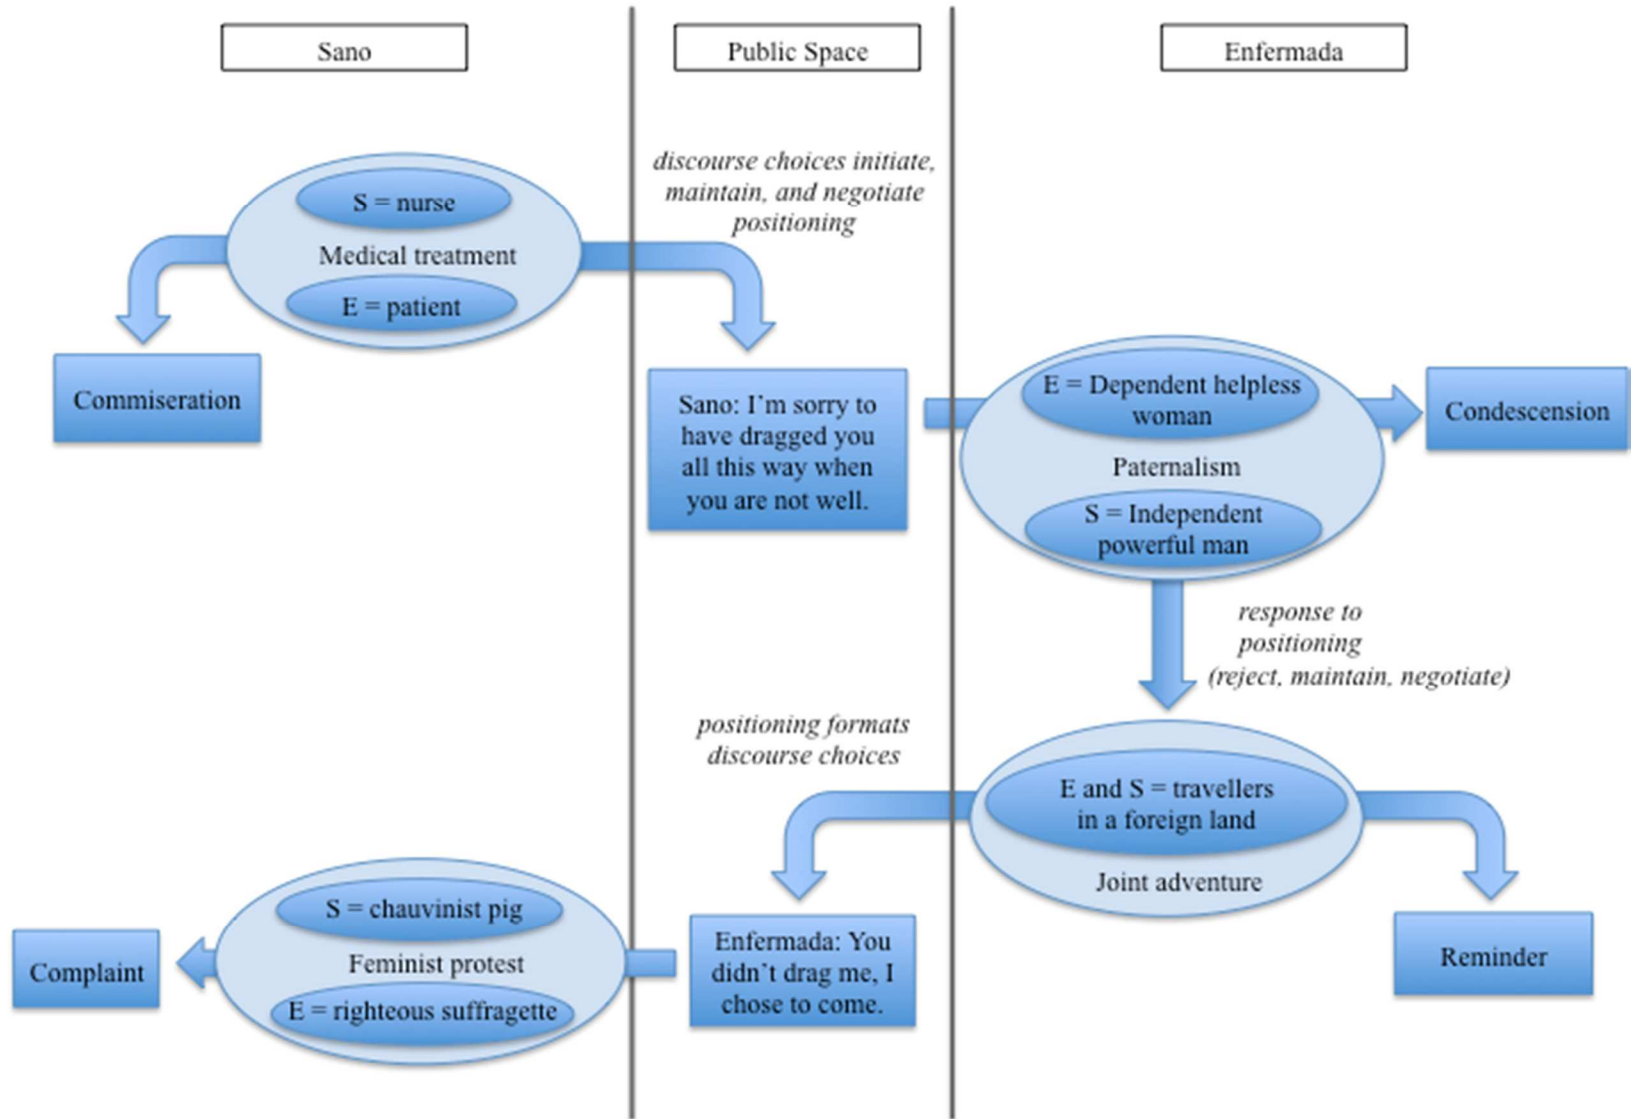 Sano
Public Space
Enfermada
discourse choices initiate,
maintain, and negotiate
positioning
S = nurse
Medical treatment
E = patient
Commiseration
Sano: I'm sorry to
have dragged you
all this way when
you are not well.
E = Dependent helpless
woman
Paternalism
S = Independent
powerful man
Condescension
response to
positioning
(reject, maintain, negotiate)
positioning formats
discourse choices
E and S = travellers
in a foreign land
Joint adventure
Reminder
Enfermada: You
didn't drag me, I
chose to come.
S = chauvinist pig
Feminist protest
E = righteous suffragette
Complaint